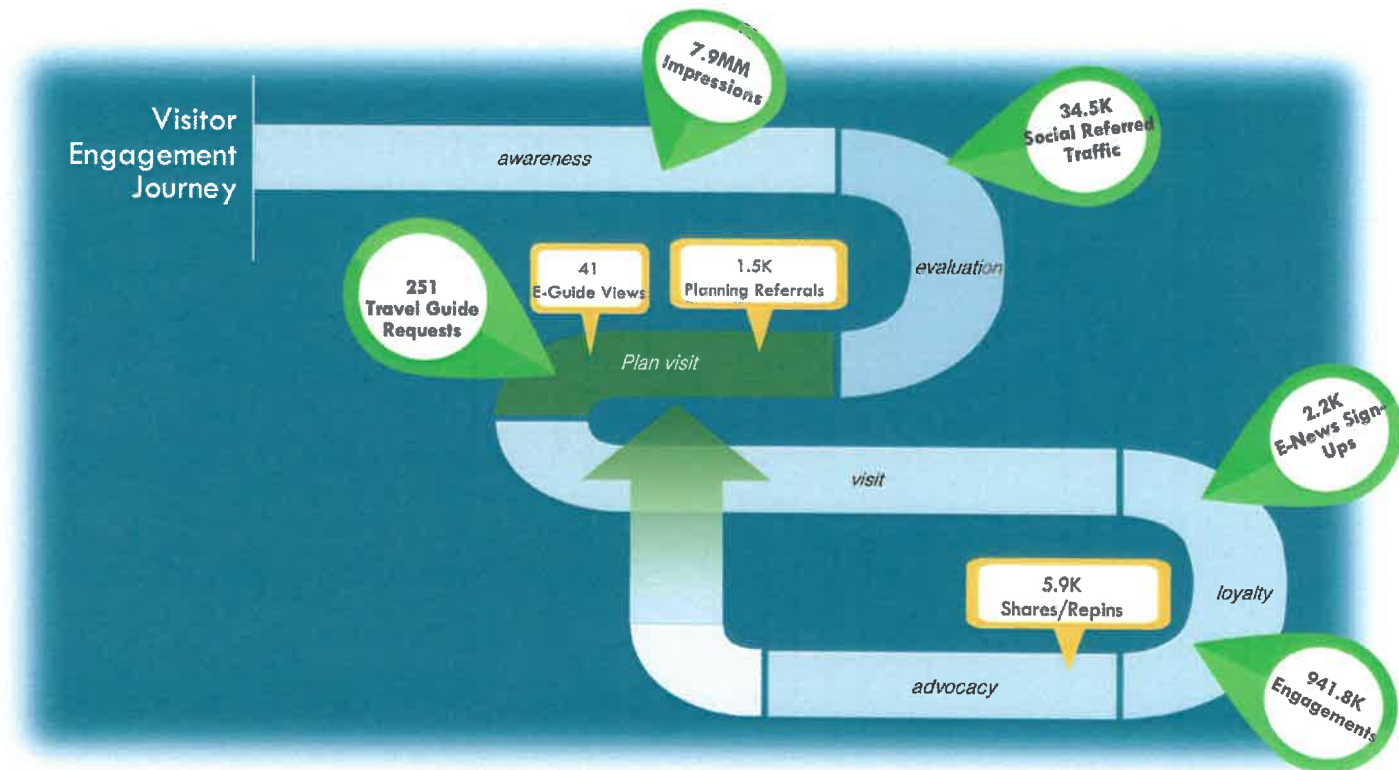 7.9MM
Impressions
34.5K
Social Referred
Traffic
Visitor
Engagement
Journey
awareness
evaluation
41
E-Guide Views
1.5K
Planning Referrals
251
Travel Guide
Requests
Plan visit
2.2K
E-News Sign-
Ups
visit
5.9K
Shares/Repins
loyalty
advocacy
941.8K
Engagements